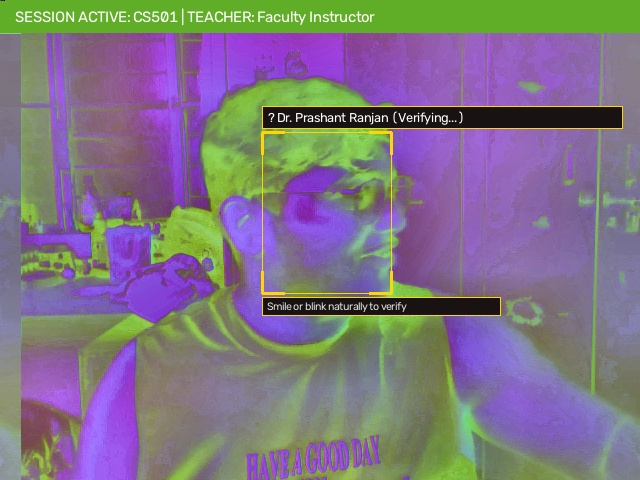 SESSION ACTIVE: CS501 | TEACHER: Faculty Instructor
? Dr. Prashant Ranjan (Verifying...)
Smile or blink naturally to verify
HAVE A GOOD DAY